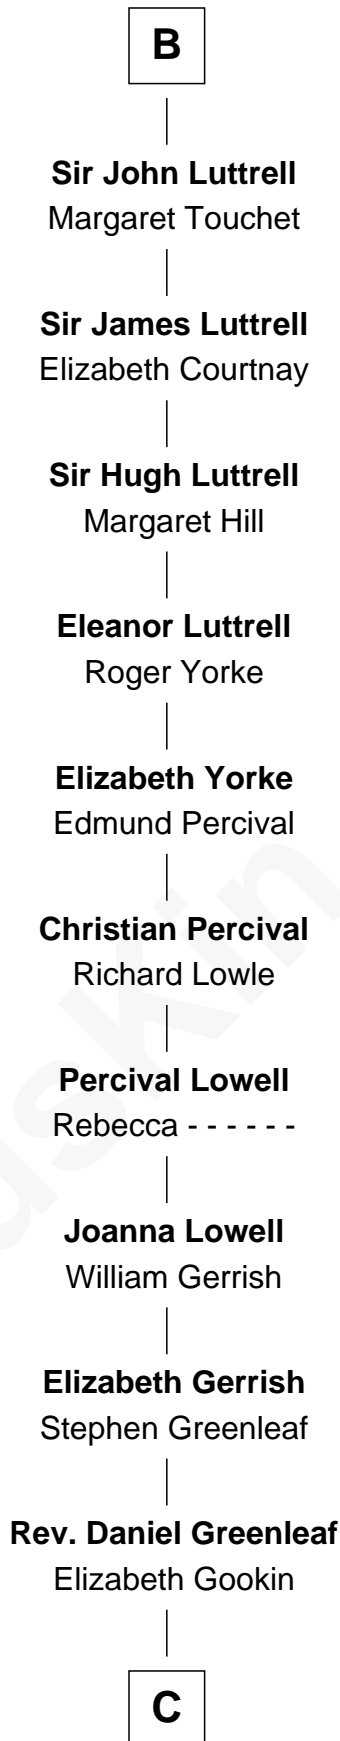 B
Sir John Luttrell
Margaret Touchet
Sir James Luttrell
Elizabeth Courtnay
Sir Hugh Luttrell
Margaret Hill
Eleanor Luttrell
Roger Yorke
Elizabeth Yorke
Edmund Percival
Christian Percival
Richard Lowle
Percival Lowell
Rebecca - - - - - -
Joanna Lowell
William Gerrish
Elizabeth Gerrish
Stephen Greenleaf
Rev. Daniel Greenleaf
Elizabeth Gookin
C